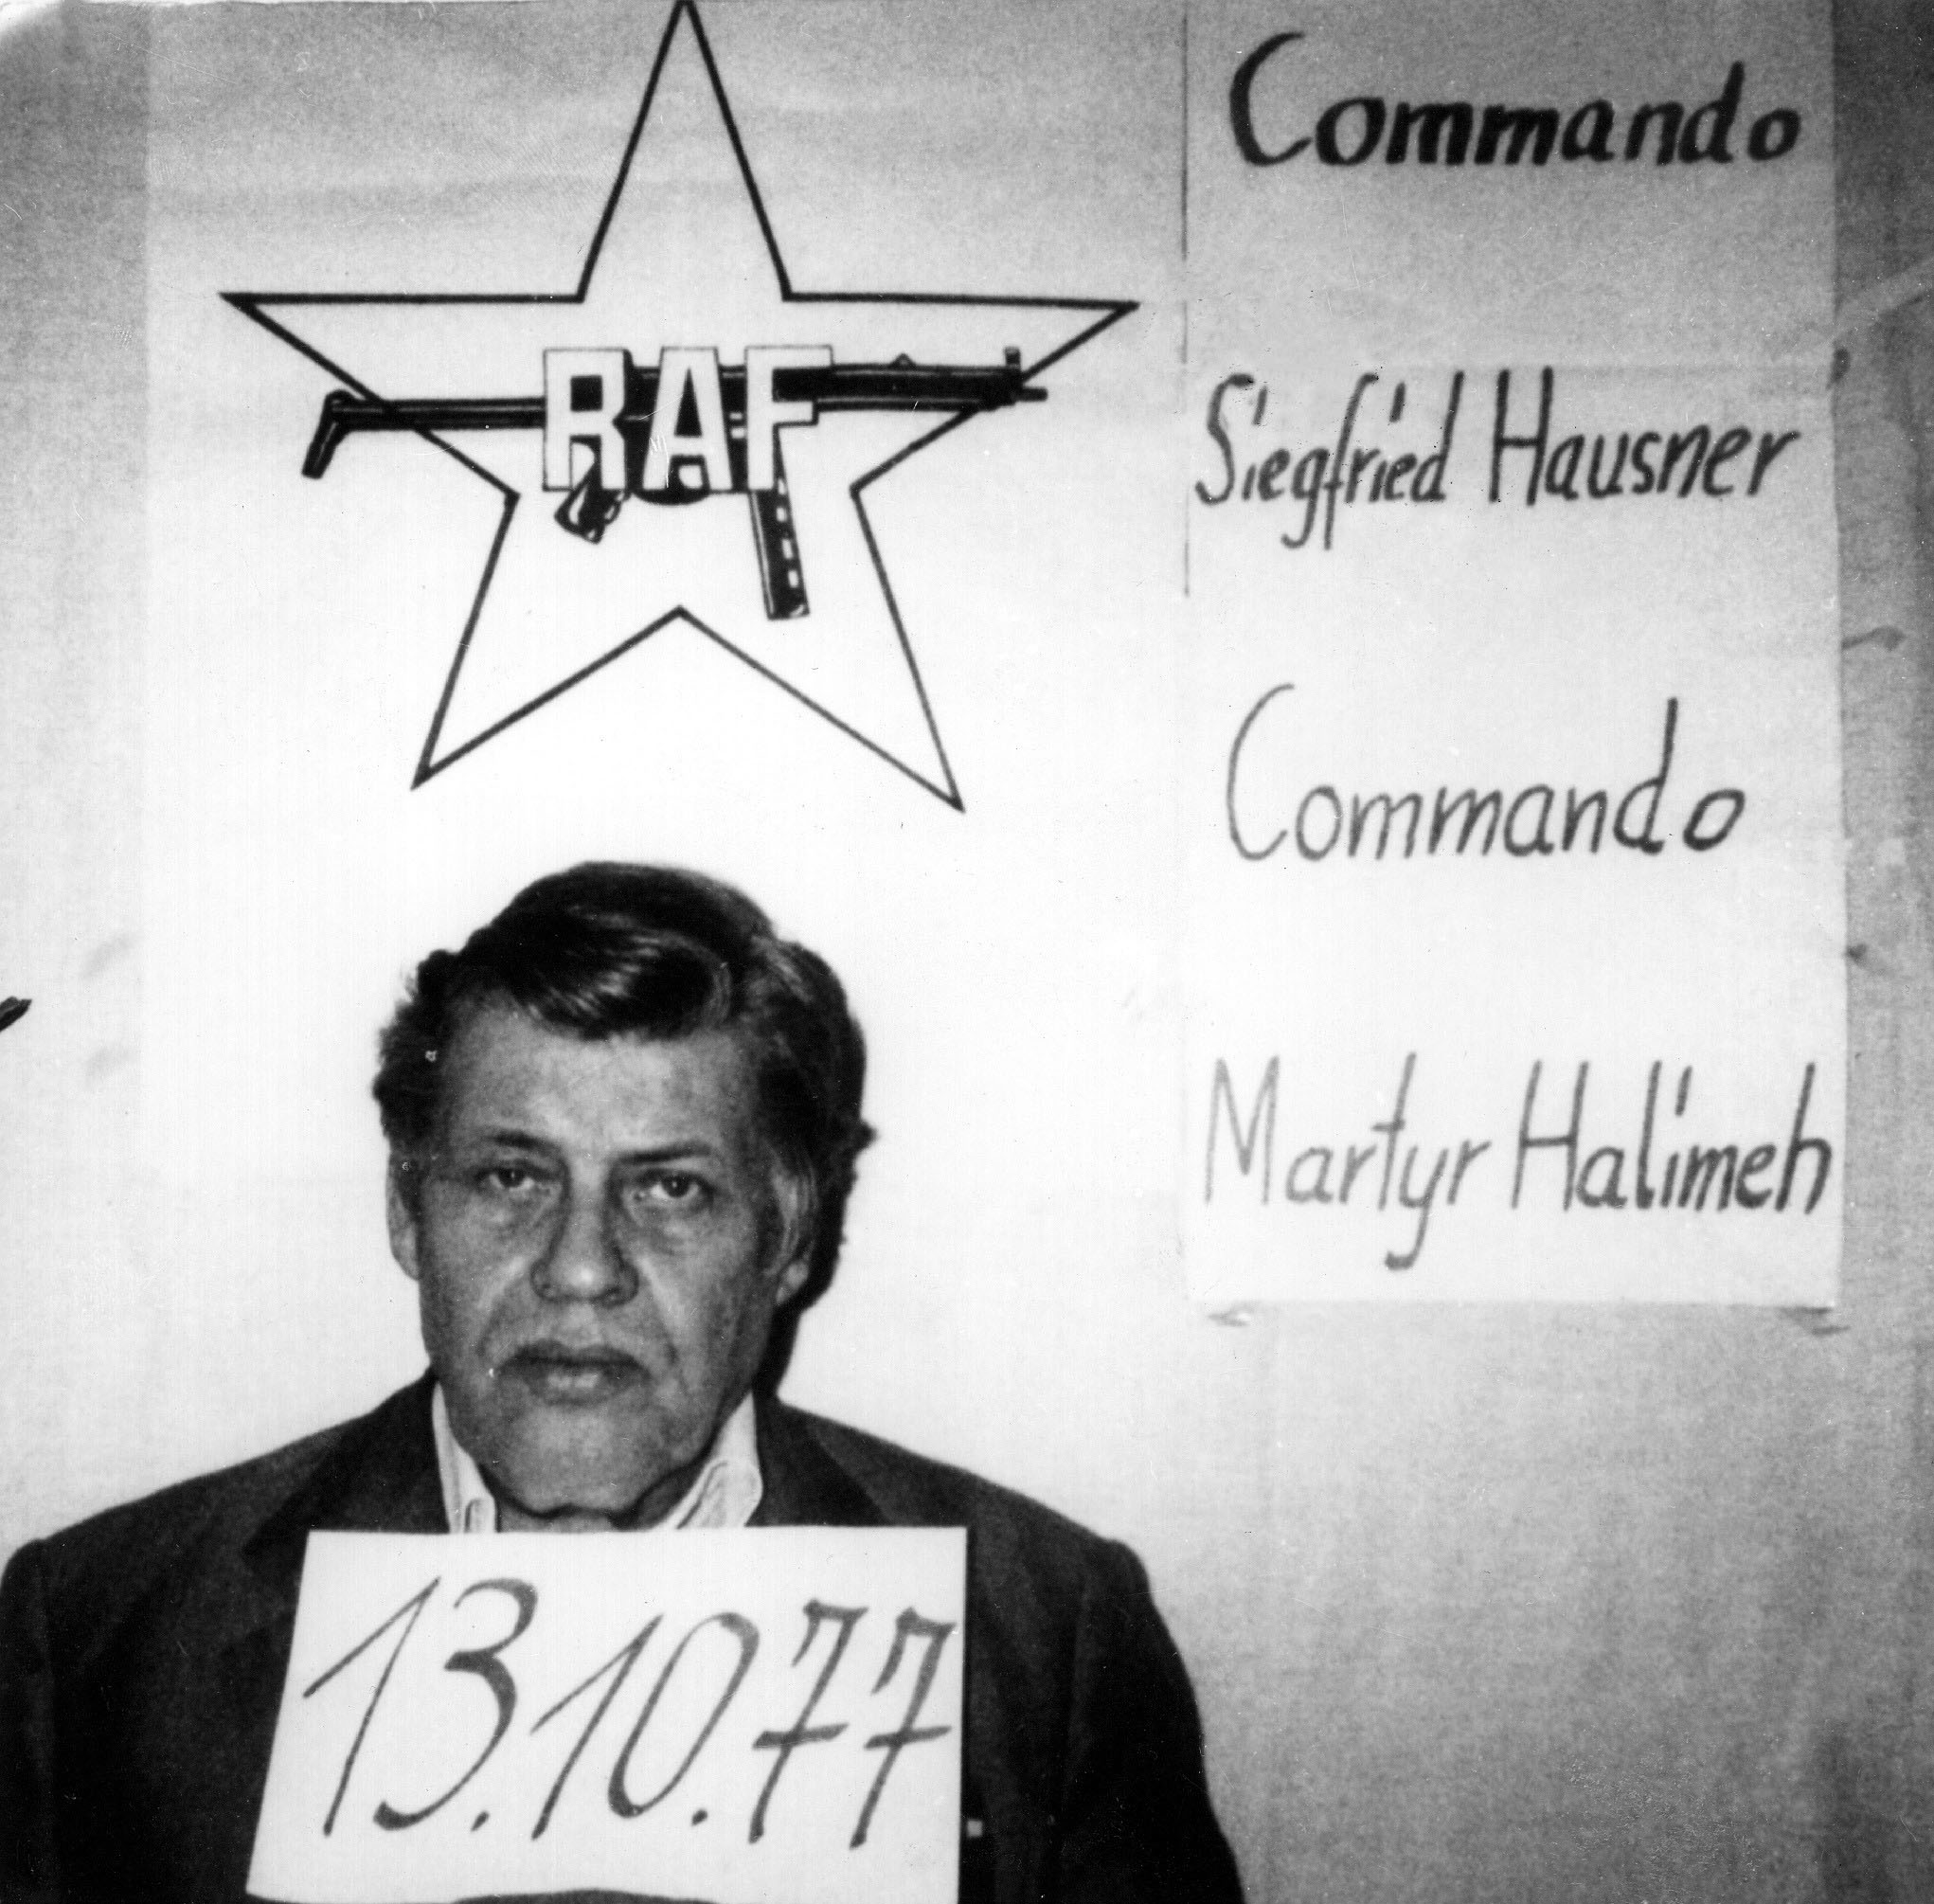 RAF
Commando
Siegfried Hausner
Commando
Martyr Halimeh
13.10.77